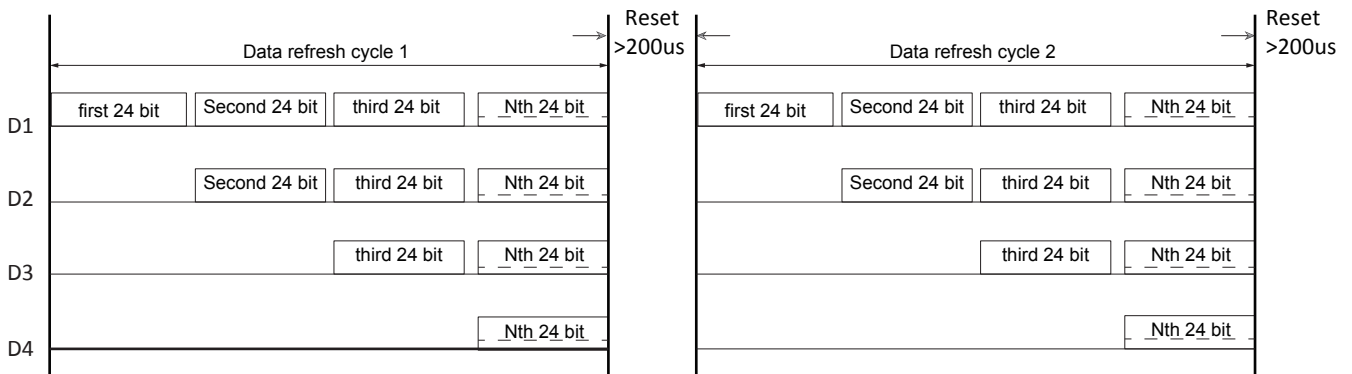 Reset
>200us
Reset
>200us
Data refresh cycle 1
Data refresh cycle 2
D1
first 24 bit
Second 24 bit
third 24 bit
Nth 24 bit
first 24 bit
Second 24 bit
third 24 bit
Nth 24 bit
D2
Second 24 bit
third 24 bit
Nth 24 bit
Second 24 bit
third 24 bit
Nth 24 bit
D3
third 24 bit
Nth 24 bit
third 24 bit
Nth 24 bit
D4
Nth 24 bit
Nth 24 bit